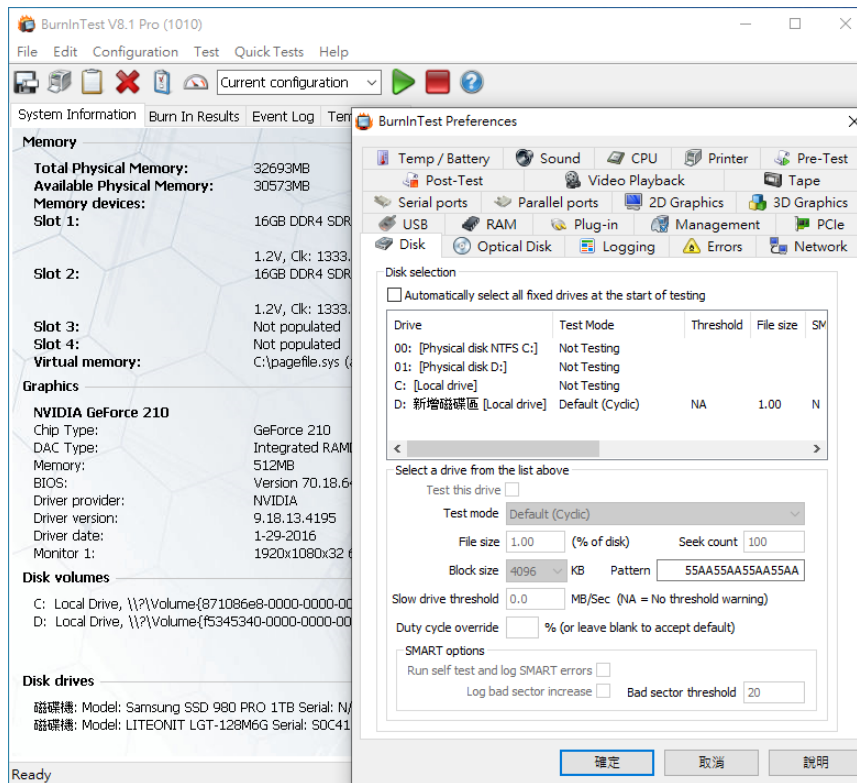 BurnInTest V8.1 Pro (1010)
File Edit Configuration Test Quick Tests Help
Current configuration
System Information Burn In Results Event Log Tem
Memory
Total Physical Memory: 32693MB
Available Physical Memory: 30573MB
Memory devices:
Slot 1: 16GB DDR4 SDR
1.2V, Clk: 1333.
Slot 2: 16GB DDR4 SDR
1.2V, Clk: 1333.
Slot 3: Not populated
Slot 4: Not populated
Virtual memory: C:\pagefile.sys (
Graphics
NVIDIA GeForce 210
Chip Type: GeForce 210
DAC Type: Integrated RAMD
Memory: 512MB
BIOS: Version 70.18.6
Driver provider: NVIDIA
Driver version: 9.18.13.4195
Driver date: 1-29-2016
Monitor 1: 1920x1080x32
Disk volumes
C: Local Drive, \\?\Volume{871086e8-0000-0000-00
D: Local Drive, \\?\Volume{f5345340-0000-0000-00
Disk drives
磁碟機: Model: Samsung SSD 980 PRO 1TB Serial: N/
磁碟機: Model: LITEONIT LGT-128M6G Serial: S0C41
Ready
BurnInTest Preferences
Temp / Battery Sound CPU Printer Pre-Test
Post-Test Video Playback Tape
Serial ports Parallel ports 2D Graphics 3D Graphics
USB RAM Plug-in Management PCIe
Disk Optical Disk Logging Errors Network
Disk selection
Automatically select all fixed drives at the start of testing
Drive Test Mode Threshold File size SM
00: [Physical disk NTFS C:] Not Testing
01: [Physical disk D:] Not Testing
C: [Local drive] Not Testing
D: 新增磁碟區 [Local drive] Default (Cyclic) NA 1.00 N
Select a drive from the list above
Test this drive
Test mode Default (Cyclic)
File size 1.00 (% of disk) Seek count 100
Block size 4096 KB Pattern 55AA55AA55AA55AA
Slow drive threshold 0.0 MB/Sec (NA = No threshold warning)
Duty cycle override % (or leave blank to accept default)
SMART options
Run self test and log SMART errors
Log bad sector increase Bad sector threshold 20
確定 取消 說明